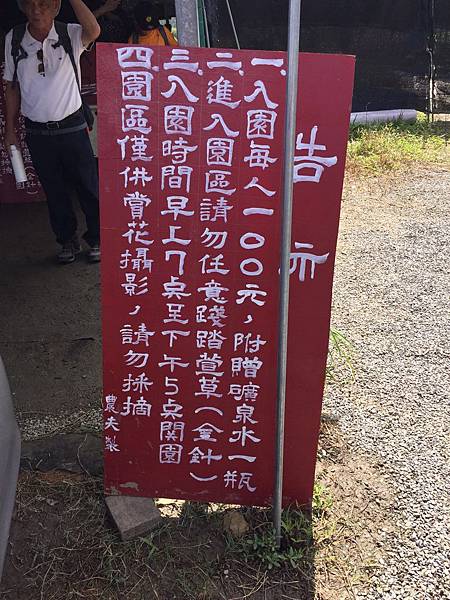 告示
一、入園每人一００元，附贈礦泉水一瓶
二、進入園區請勿任意踐踏萱草(金針)
三、入園時間早上7点至下午5点関園
四、園區僅供賞花攝影，請勿採摘
農夫製